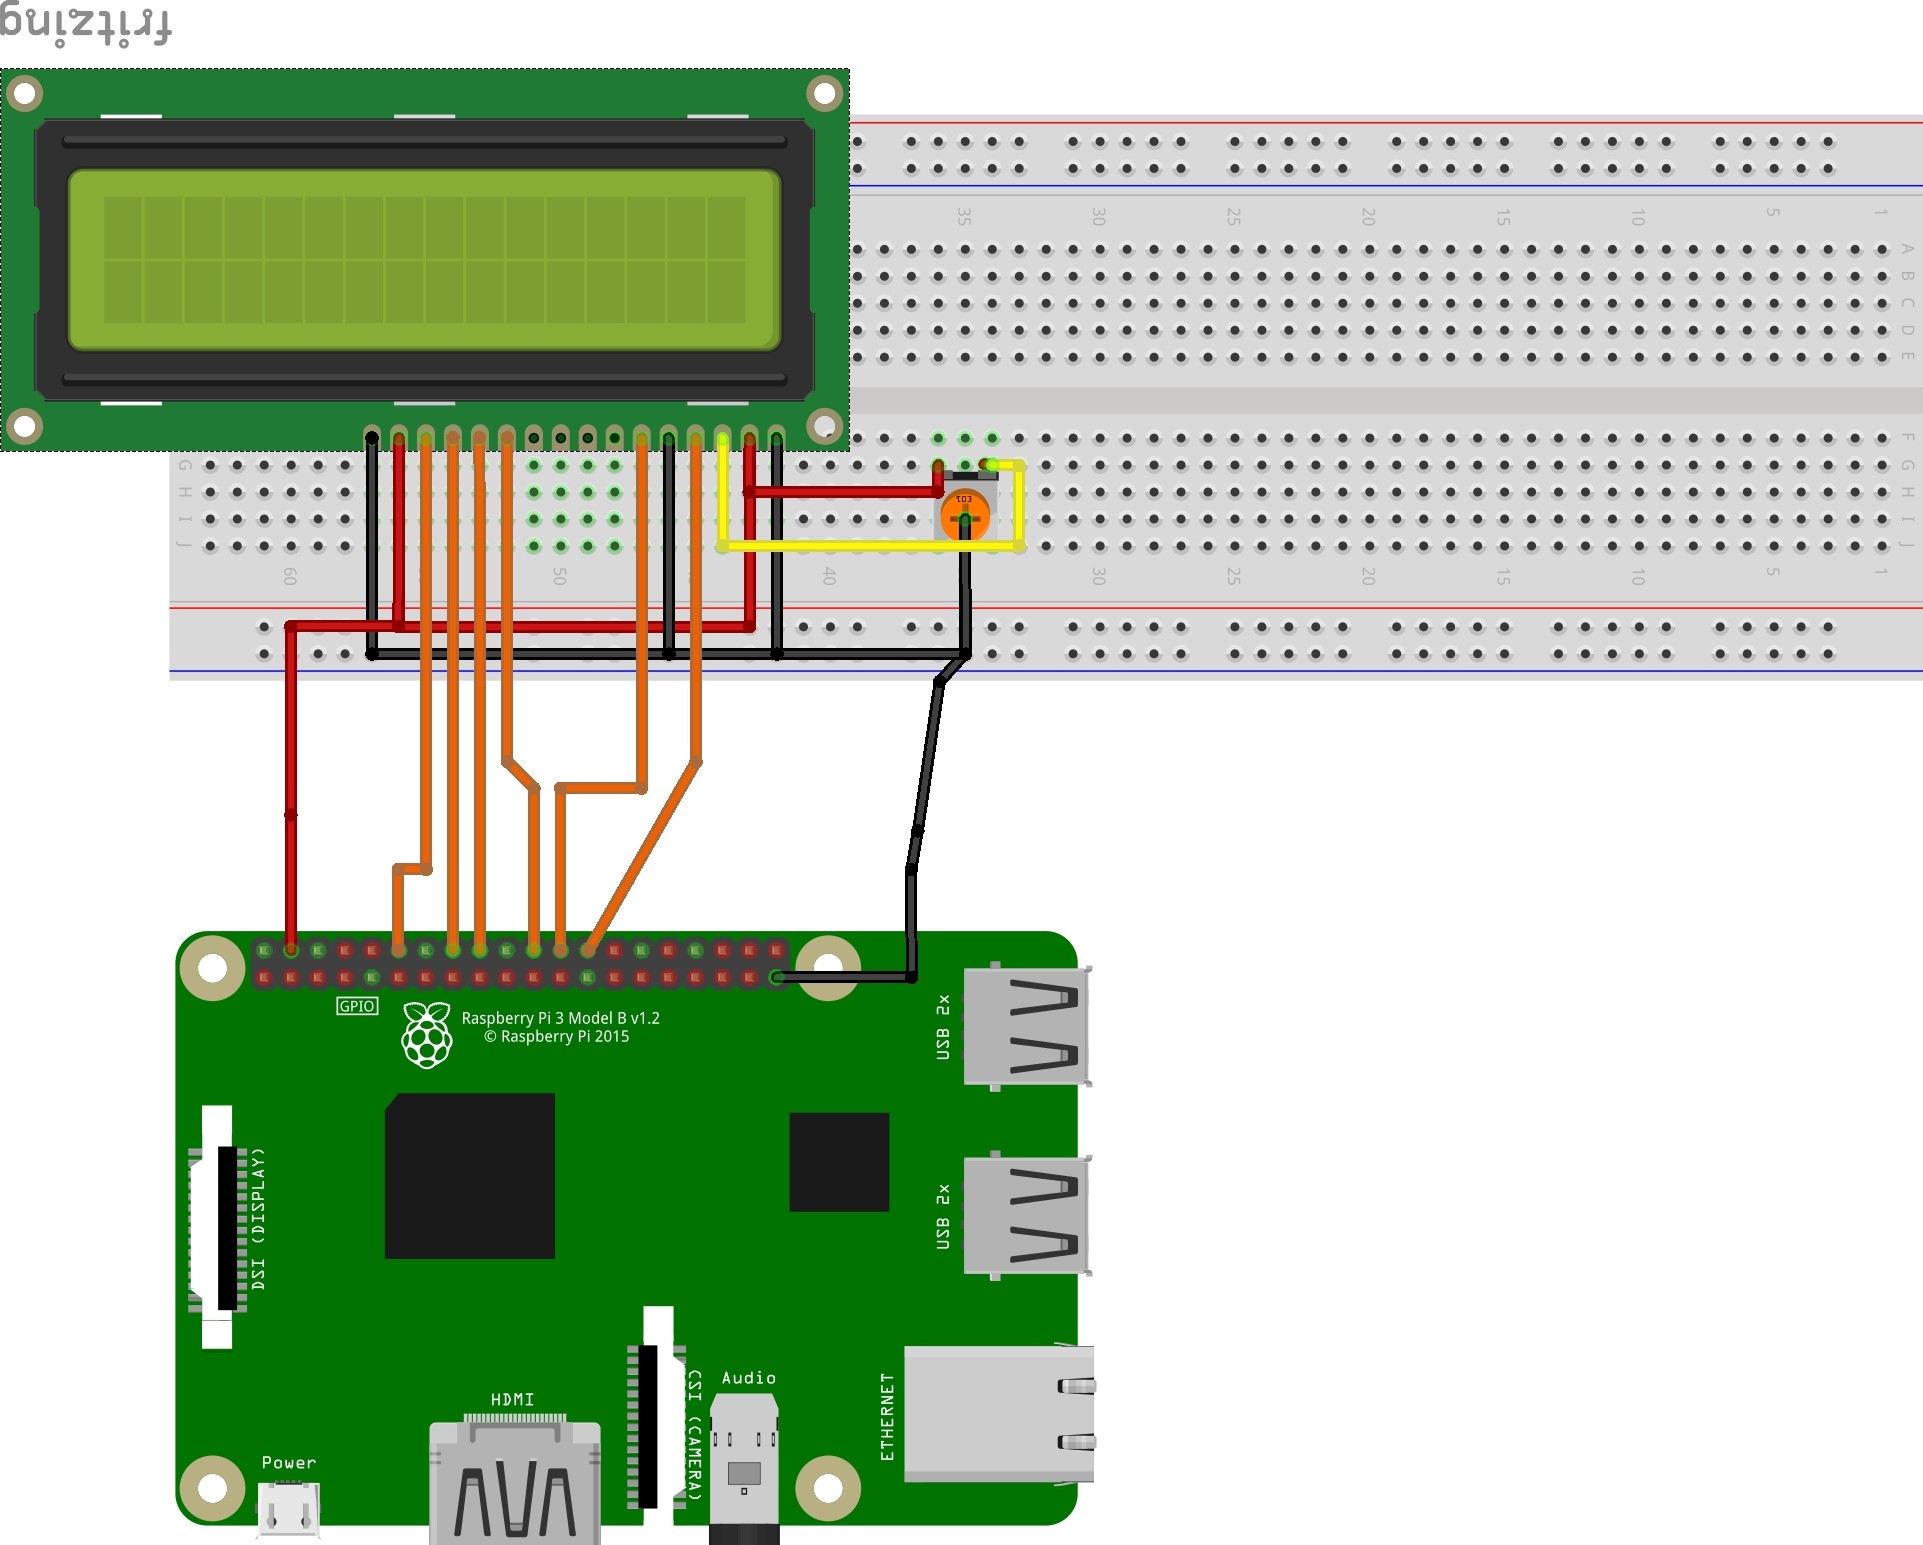 fritzing
35 30 25 20 15 10 5 1
A
B
C
D
E
F
G G
H H
I I
J J
103
60 50 40 30 25 20 15 10 5 1
GPIO
Raspberry Pi 3 Model B v1.2
© Raspberry Pi 2015
USB 2x
USB 2x
DSI (DISPLAY)
CSI (CAMERA)
Audio
ETHERNET
HDMI
Power